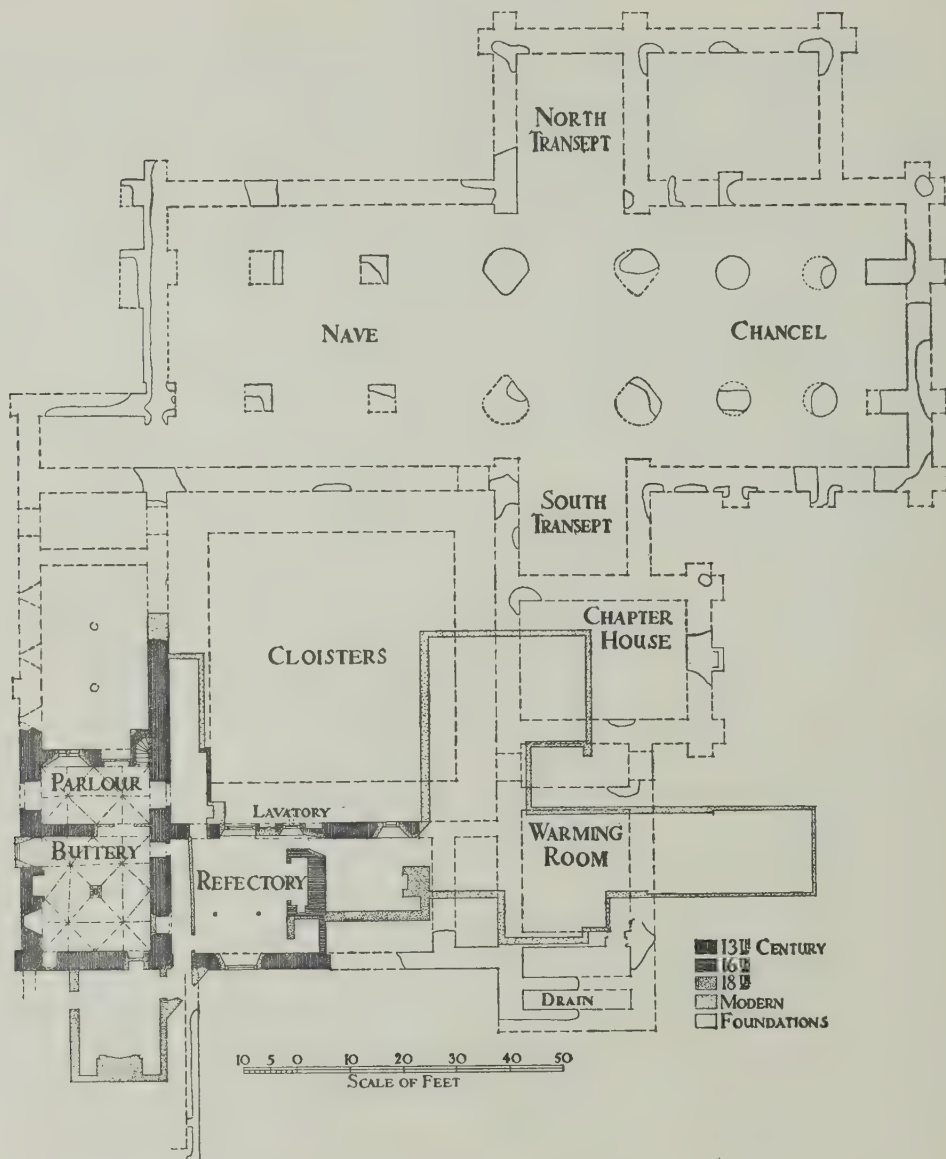 NORTH
TRANSEPT
NAVE
CHANCEL
SOUTH
TRANSEPT
CHAPTER
HOUSE
CLOISTERS
PARLOUR
LAVATORY
BUTTERY
REFECTORY
WARMING
ROOM
DRAIN
13TH CENTURY
16TH
18TH
MODERN
FOUNDATIONS
10 5 0 10 20 30 40 50
SCALE OF FEET